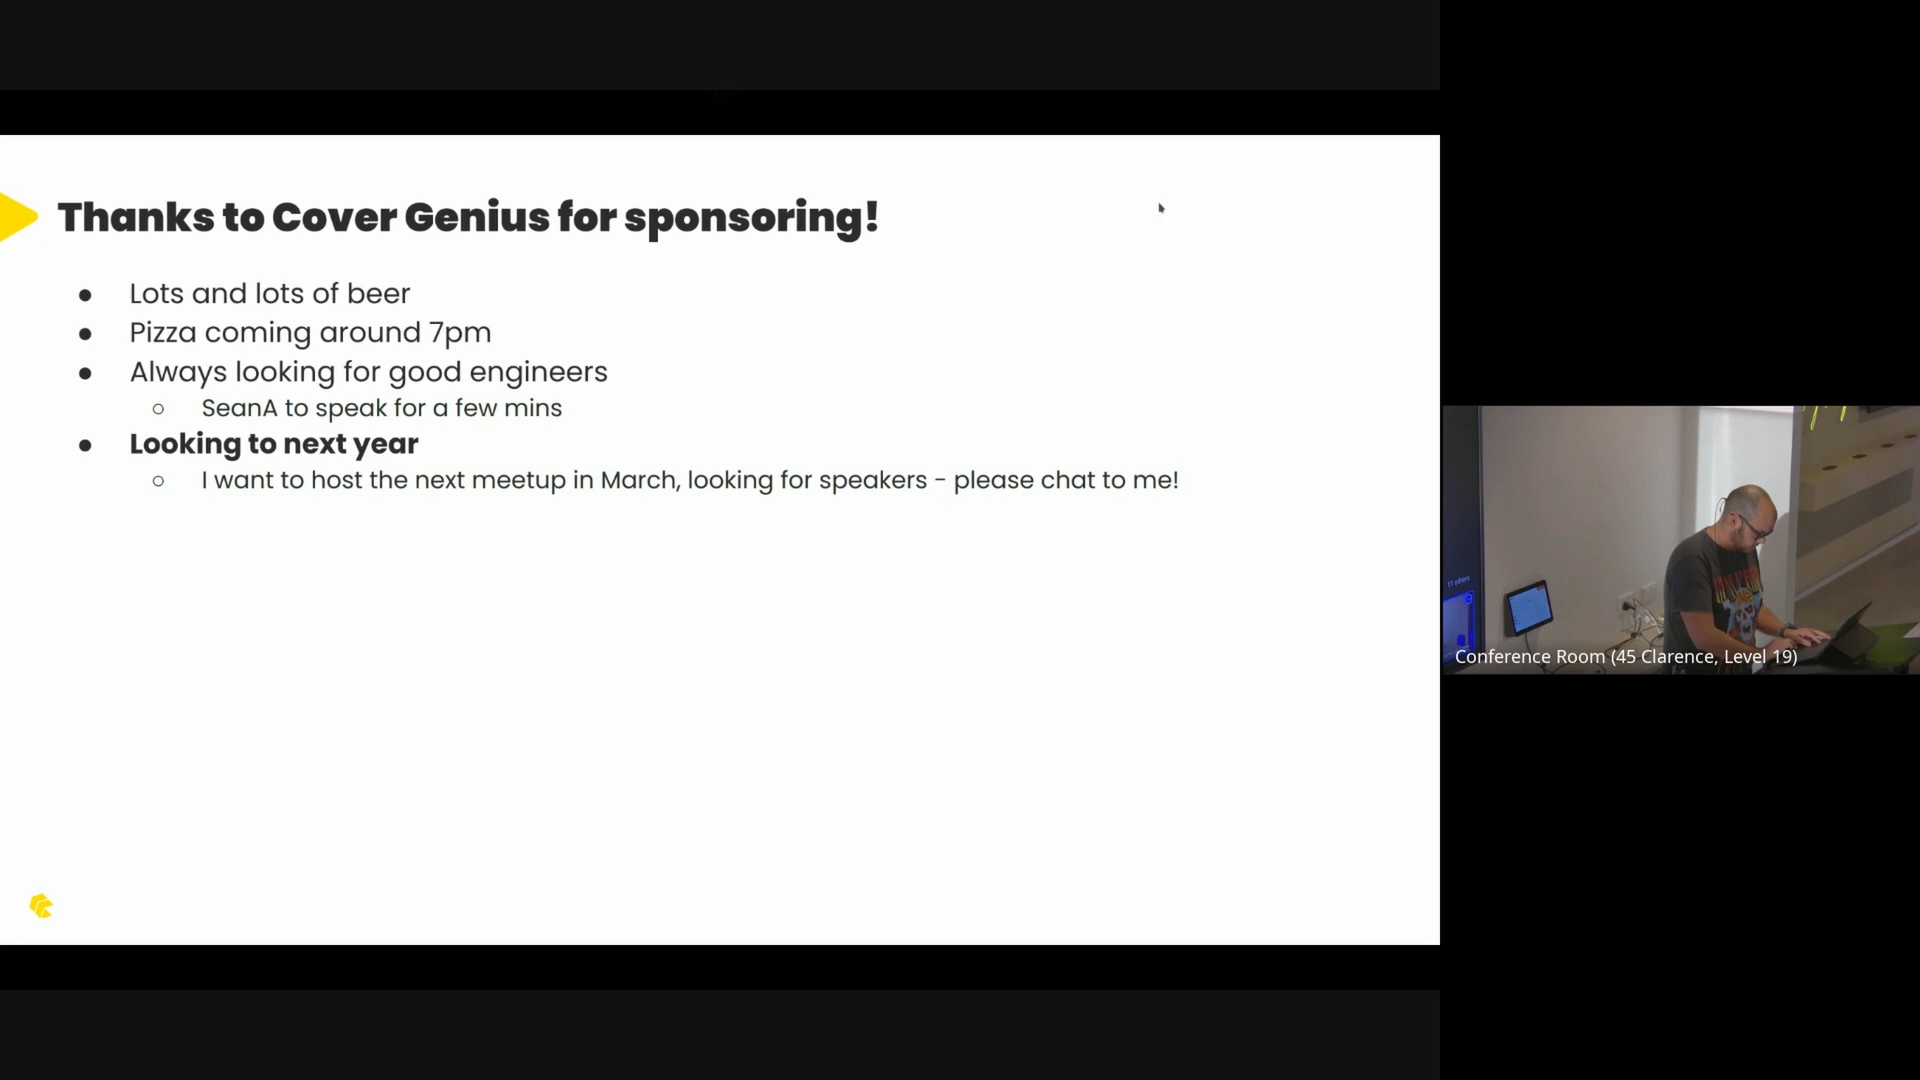 Thanks to Cover Genius for sponsoring!
● Lots and lots of beer
● Pizza coming around 7pm
● Always looking for good engineers
○ SeanA to speak for a few mins
● Looking to next year
○ I want to host the next meetup in March, looking for speakers - please chat to me!
11 others
Conference Room (45 Clarence, Level 19)